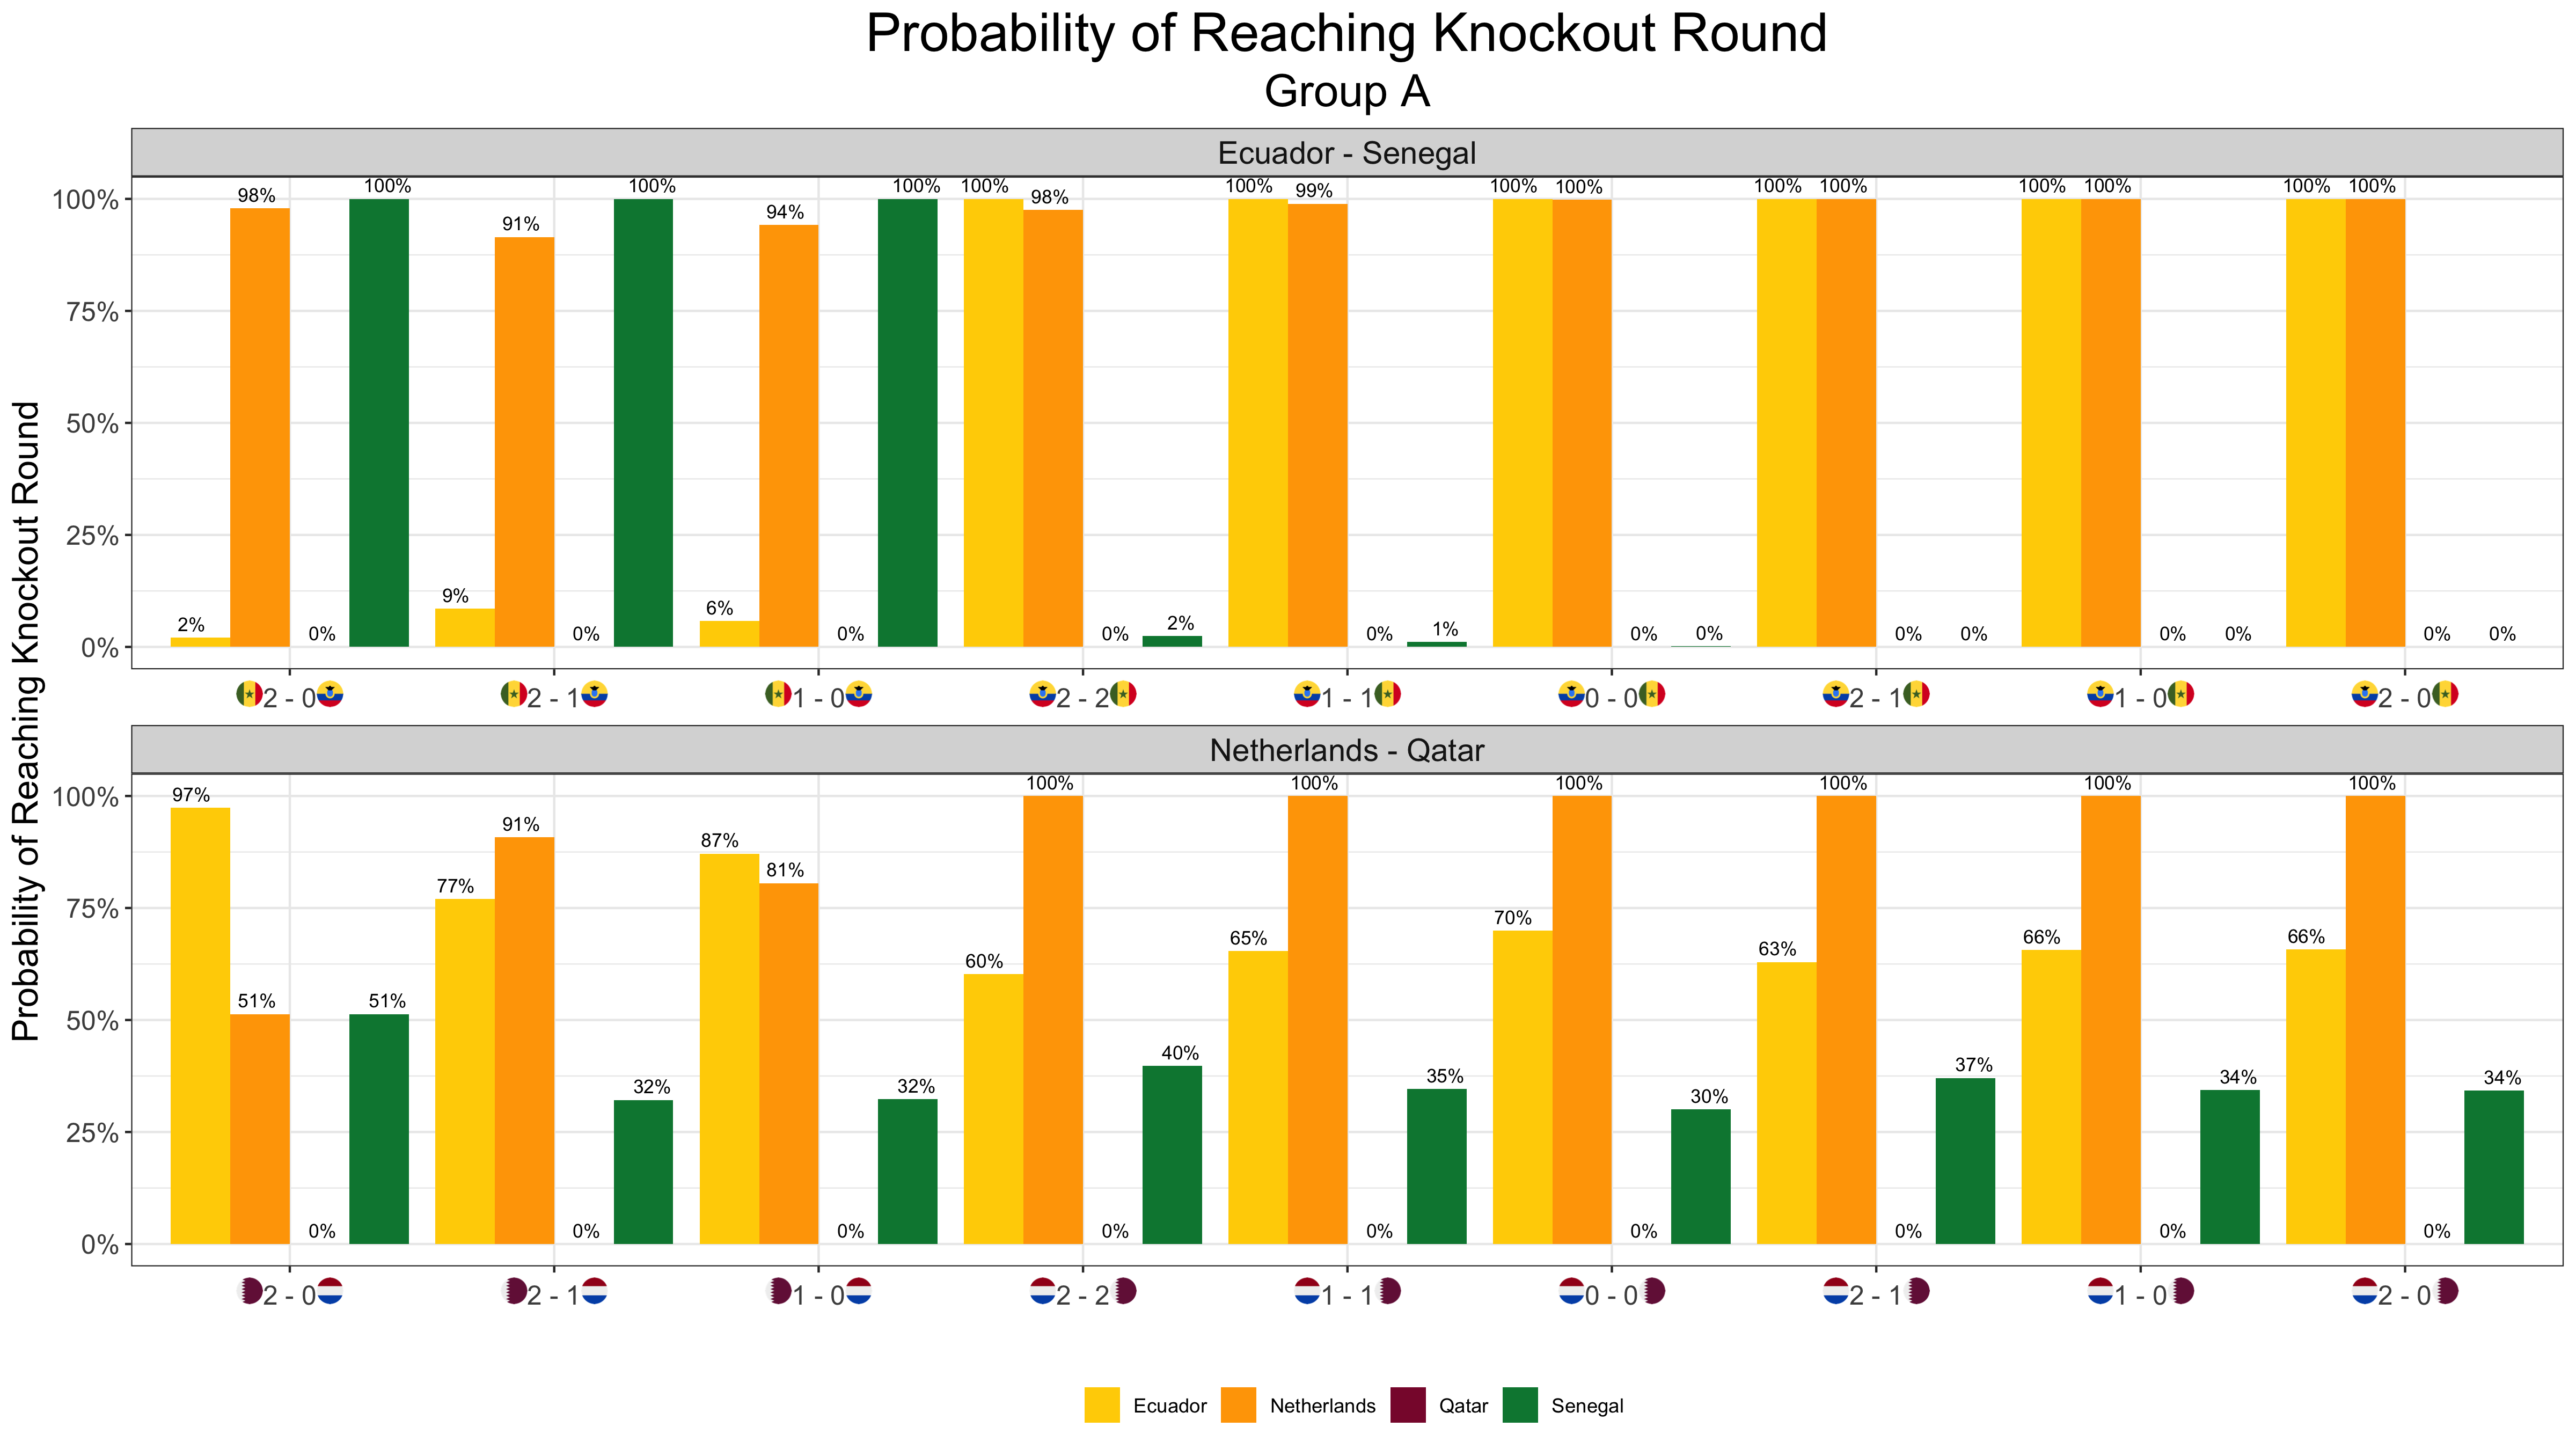 Probability of Reaching Knockout Round
Group A
Probability of Reaching Knockout Round
Ecuador - Senegal
100%
75%
50%
25%
0%
2% 98% 0% 100%
9% 91% 0% 100%
6% 94% 0% 100%
100% 98% 0% 2%
100% 99% 0% 1%
100% 100% 0% 0%
100% 100% 0% 0%
100% 100% 0% 0%
100% 100% 0% 0%
2 - 0 2 - 1 1 - 0 2 - 2 1 - 1 0 - 0 2 - 1 1 - 0 2 - 0
Netherlands - Qatar
100%
75%
50%
25%
0%
97% 51% 0% 51%
77% 91% 0% 32%
87% 81% 0% 32%
60% 100% 0% 40%
65% 100% 0% 35%
70% 100% 0% 30%
63% 100% 0% 37%
66% 100% 0% 34%
66% 100% 0% 34%
2 - 0 2 - 1 1 - 0 2 - 2 1 - 1 0 - 0 2 - 1 1 - 0 2 - 0
Ecuador Netherlands Qatar Senegal